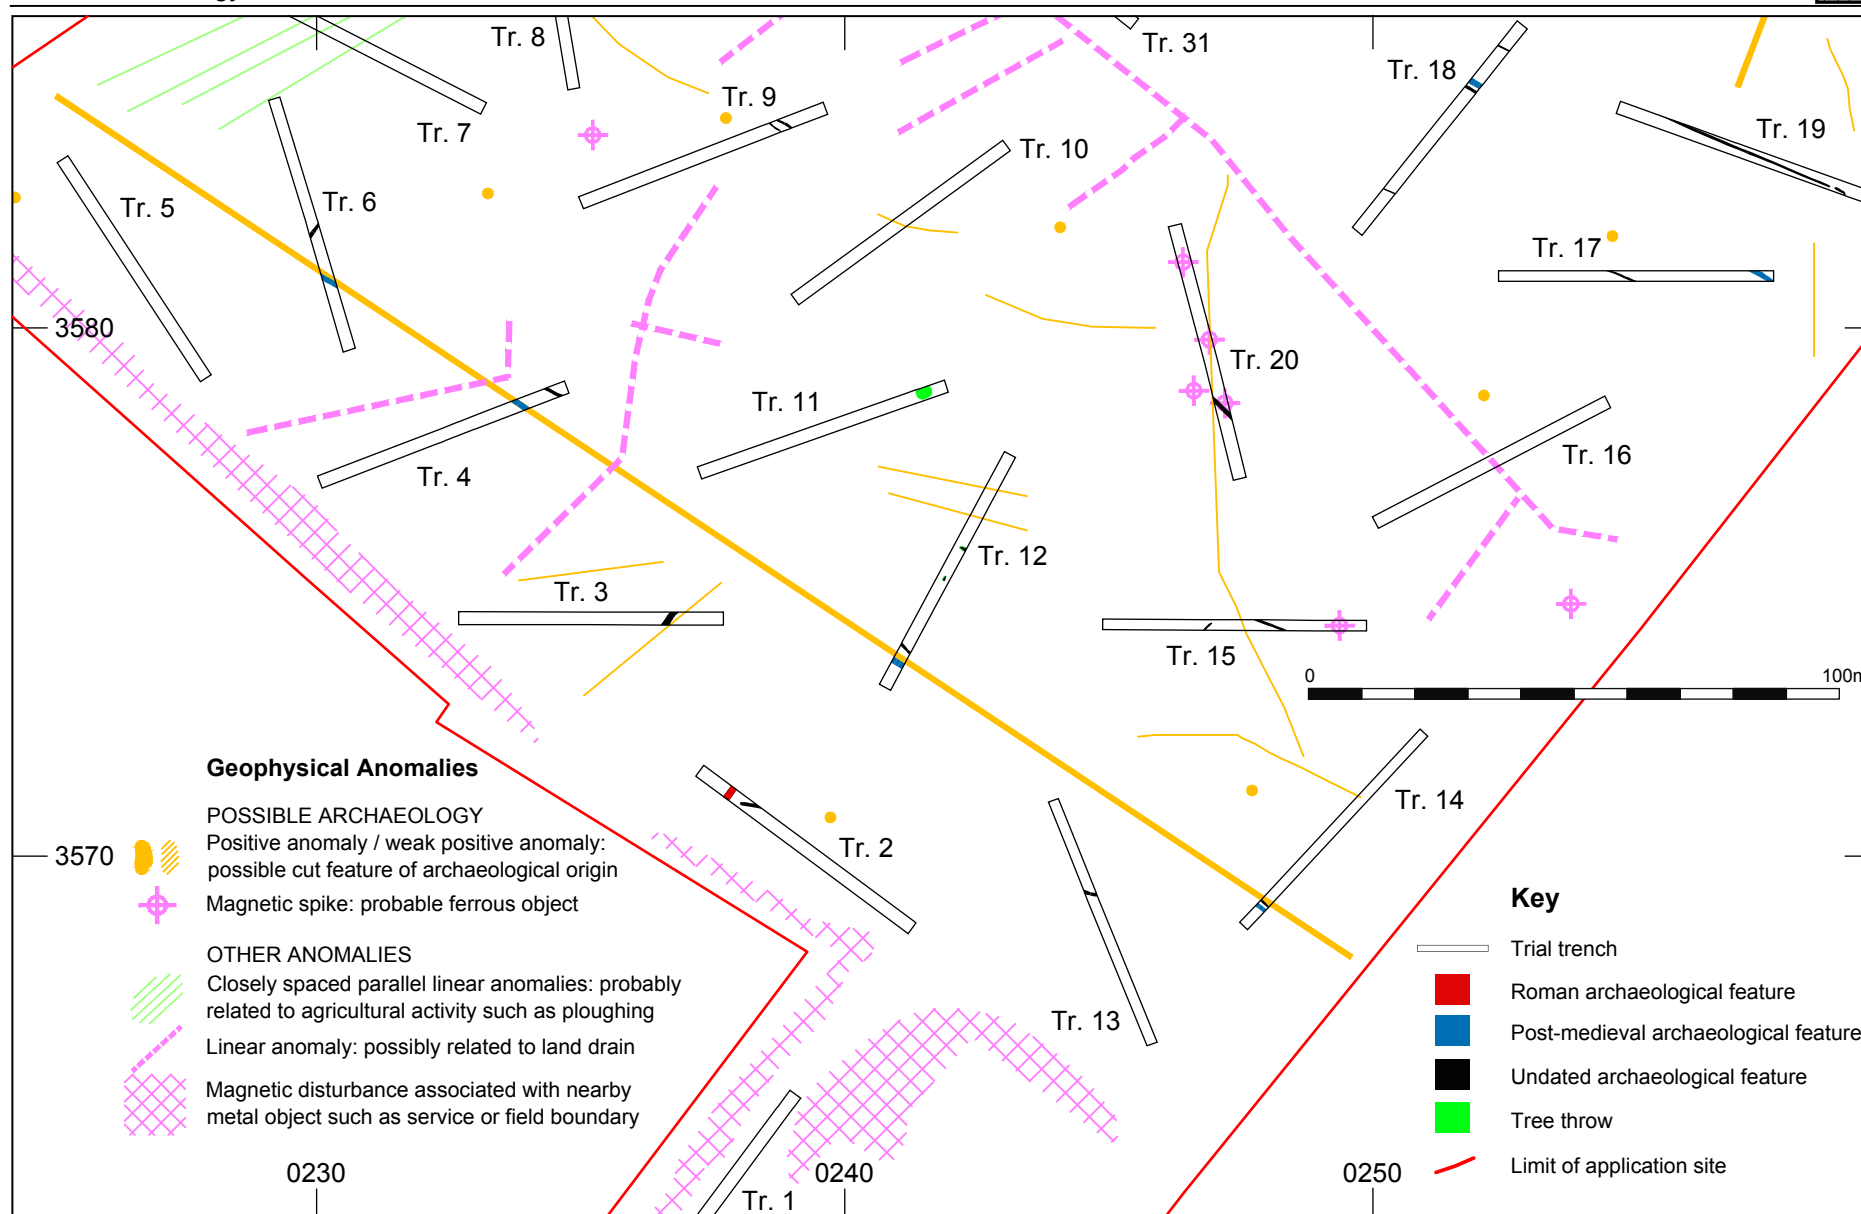 Tr. 8
Tr. 31
Tr. 18
Tr. 9
Tr. 7
Tr. 10
Tr. 19
Tr. 5
Tr. 6
Tr. 17
3580
Tr. 20
Tr. 11
Tr. 4
Tr. 16
Tr. 12
Tr. 3
Tr. 15
0
100m
Tr. 14
Tr. 2
3570
Tr. 13
Tr. 1
0230
0240
0250
Geophysical Anomalies
POSSIBLE ARCHAEOLOGY
Positive anomaly / weak positive anomaly:
possible cut feature of archaeological origin
Magnetic spike: probable ferrous object
OTHER ANOMALIES
Closely spaced parallel linear anomalies: probably
related to agricultural activity such as ploughing
Linear anomaly: possibly related to land drain
Magnetic disturbance associated with nearby
metal object such as service or field boundary
Key
Trial trench
Roman archaeological feature
Post-medieval archaeological feature
Undated archaeological feature
Tree throw
Limit of application site